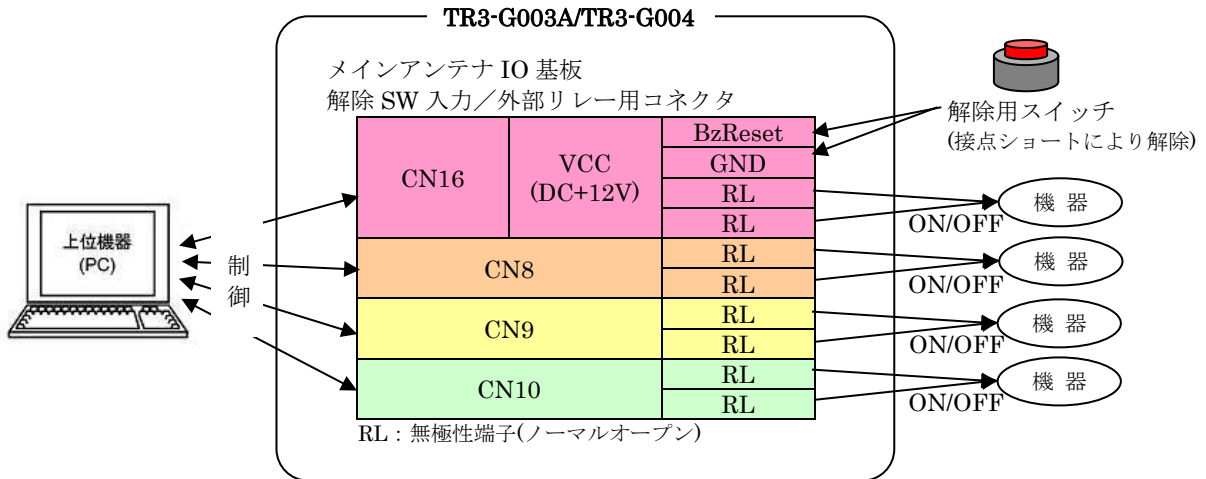 TR3-G003A/TR3-G004
メインアンテナ IO 基板
解除 SW 入力／外部リレー用コネクタ
解除用スイッチ
(接点ショートにより解除)
上位機器
(PC)
制
御
CN16
VCC
(DC+12V)
BzReset
GND
RL
RL
機 器
ON/OFF
CN8
RL
RL
機 器
ON/OFF
CN9
RL
RL
機 器
ON/OFF
CN10
RL
RL
機 器
ON/OFF
RL：無極性端子(ノーマルオープン)